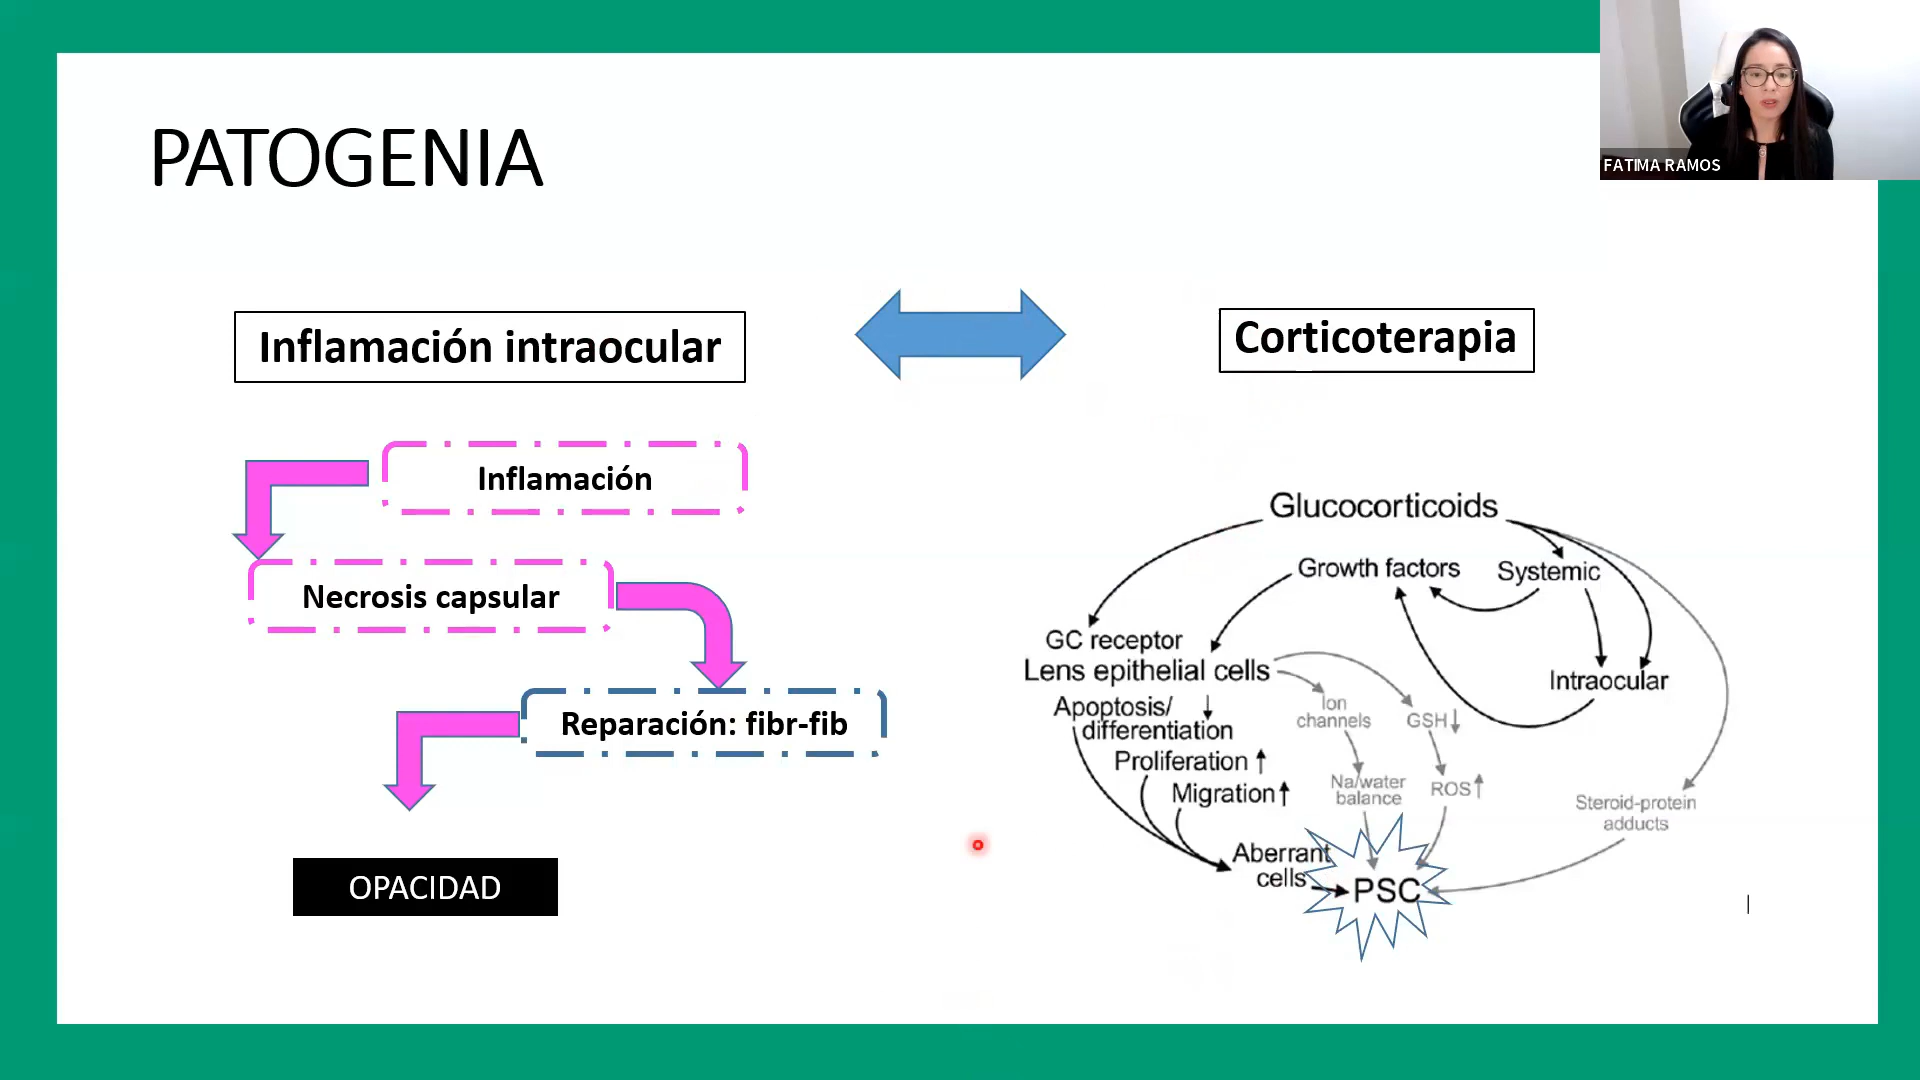 FATIMA RAMOS
PATOGENIA
Inflamación intraocular
Corticoterapia
Inflamación
Necrosis capsular
Reparación: fibr-fib
OPACIDAD
Glucocorticoids
Growth factors
Systemic
GC receptor
Lens epithelial cells
Intraocular
Apoptosis/
differentiation ↓
Proliferation ↑
Migration ↑
Ion
channels
GSH ↓
Na/water
balance
ROS ↑
Steroid-protein
adducts
Aberrant
cells
PSC